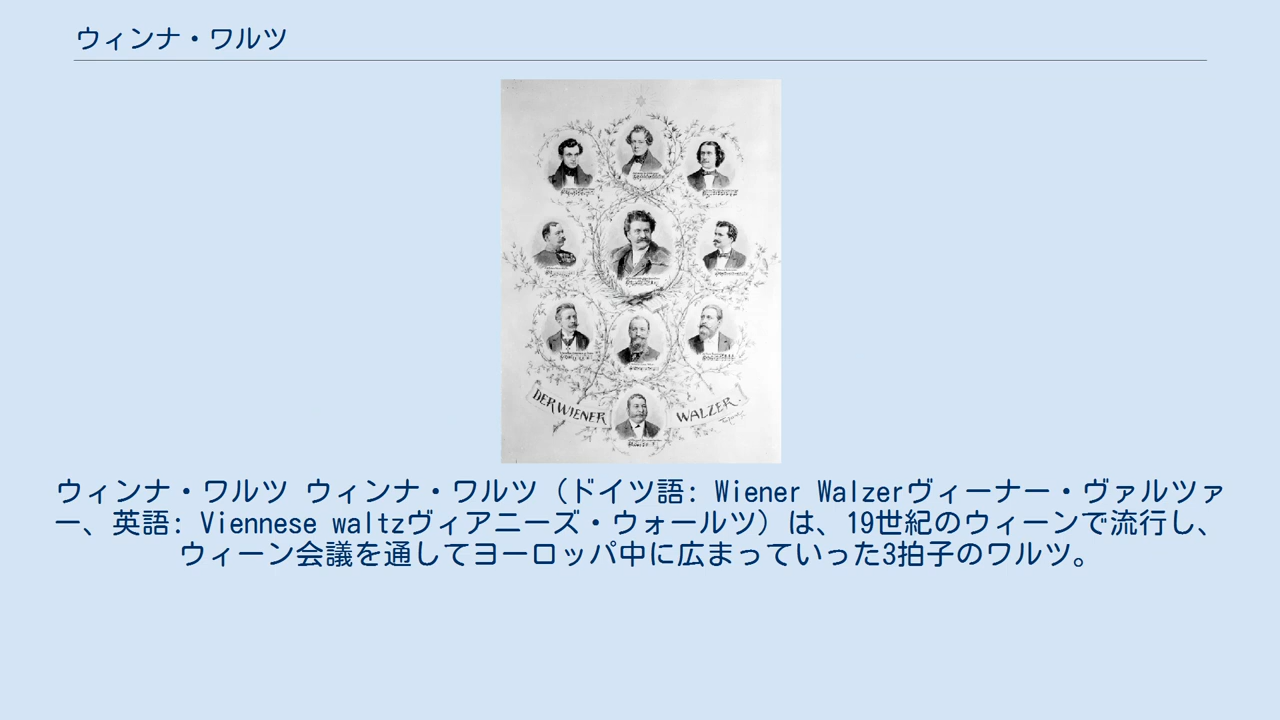 ウィンナ・ワルツ
DER WIENER WALZER.
ウィンナ・ワルツ ウィンナ・ワルツ（ドイツ語: Wiener Walzerヴィーナー・ヴァルツァ
ー、英語: Viennese waltzヴィアニーズ・ウォールツ）は、19世紀のウィーンで流行し、
ウィーン会議を通してヨーロッパ中に広まっていった3拍子のワルツ。